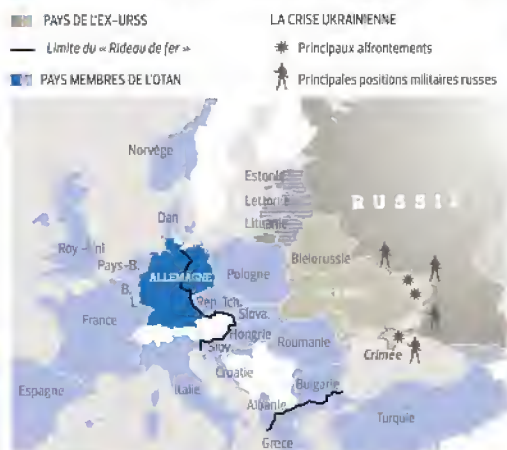 PAYS DE L'EX-URSS
Limite du « Rideau de fer »
PAYS MEMBRES DE L'OTAN
LA CRISE UKRAINIENNE
Principaux affrontements
Principales positions militaires russes
Norvège
Estonie
Lettonie
Lituanie
RUSSIE
Dan
Roy-Uni
Pays-B.
Biélorussie
ALLEMAGNE
Pologne
B.
L.
Rép. Tch.
Slova.
France
Hongrie
Slov.
Roumanie
Crimée
Croatie
Espagne
Italie
Bulgarie
Albanie
Turquie
Grèce